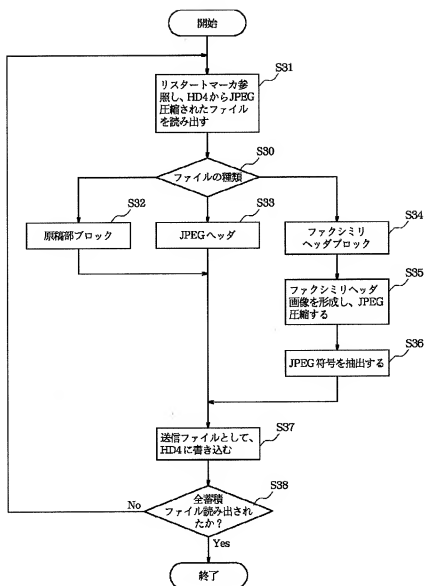 開始
S31
リスタートマーカ参
照し、HD4からJPEG
圧縮されたファイル
を読み出す
S30
ファイルの種類
S32
原稿部ブロック
S33
JPEGヘッダ
S34
ファクシミリ
ヘッダブロック
S35
ファクシミリヘッダ
画像を形成し、JPEG
圧縮する
S36
JPEG符号を抽出する
S37
送信ファイルとして、
HD4に書き込む
S38
全蓄積
ファイル読み出され
たか？
No
Yes
終了